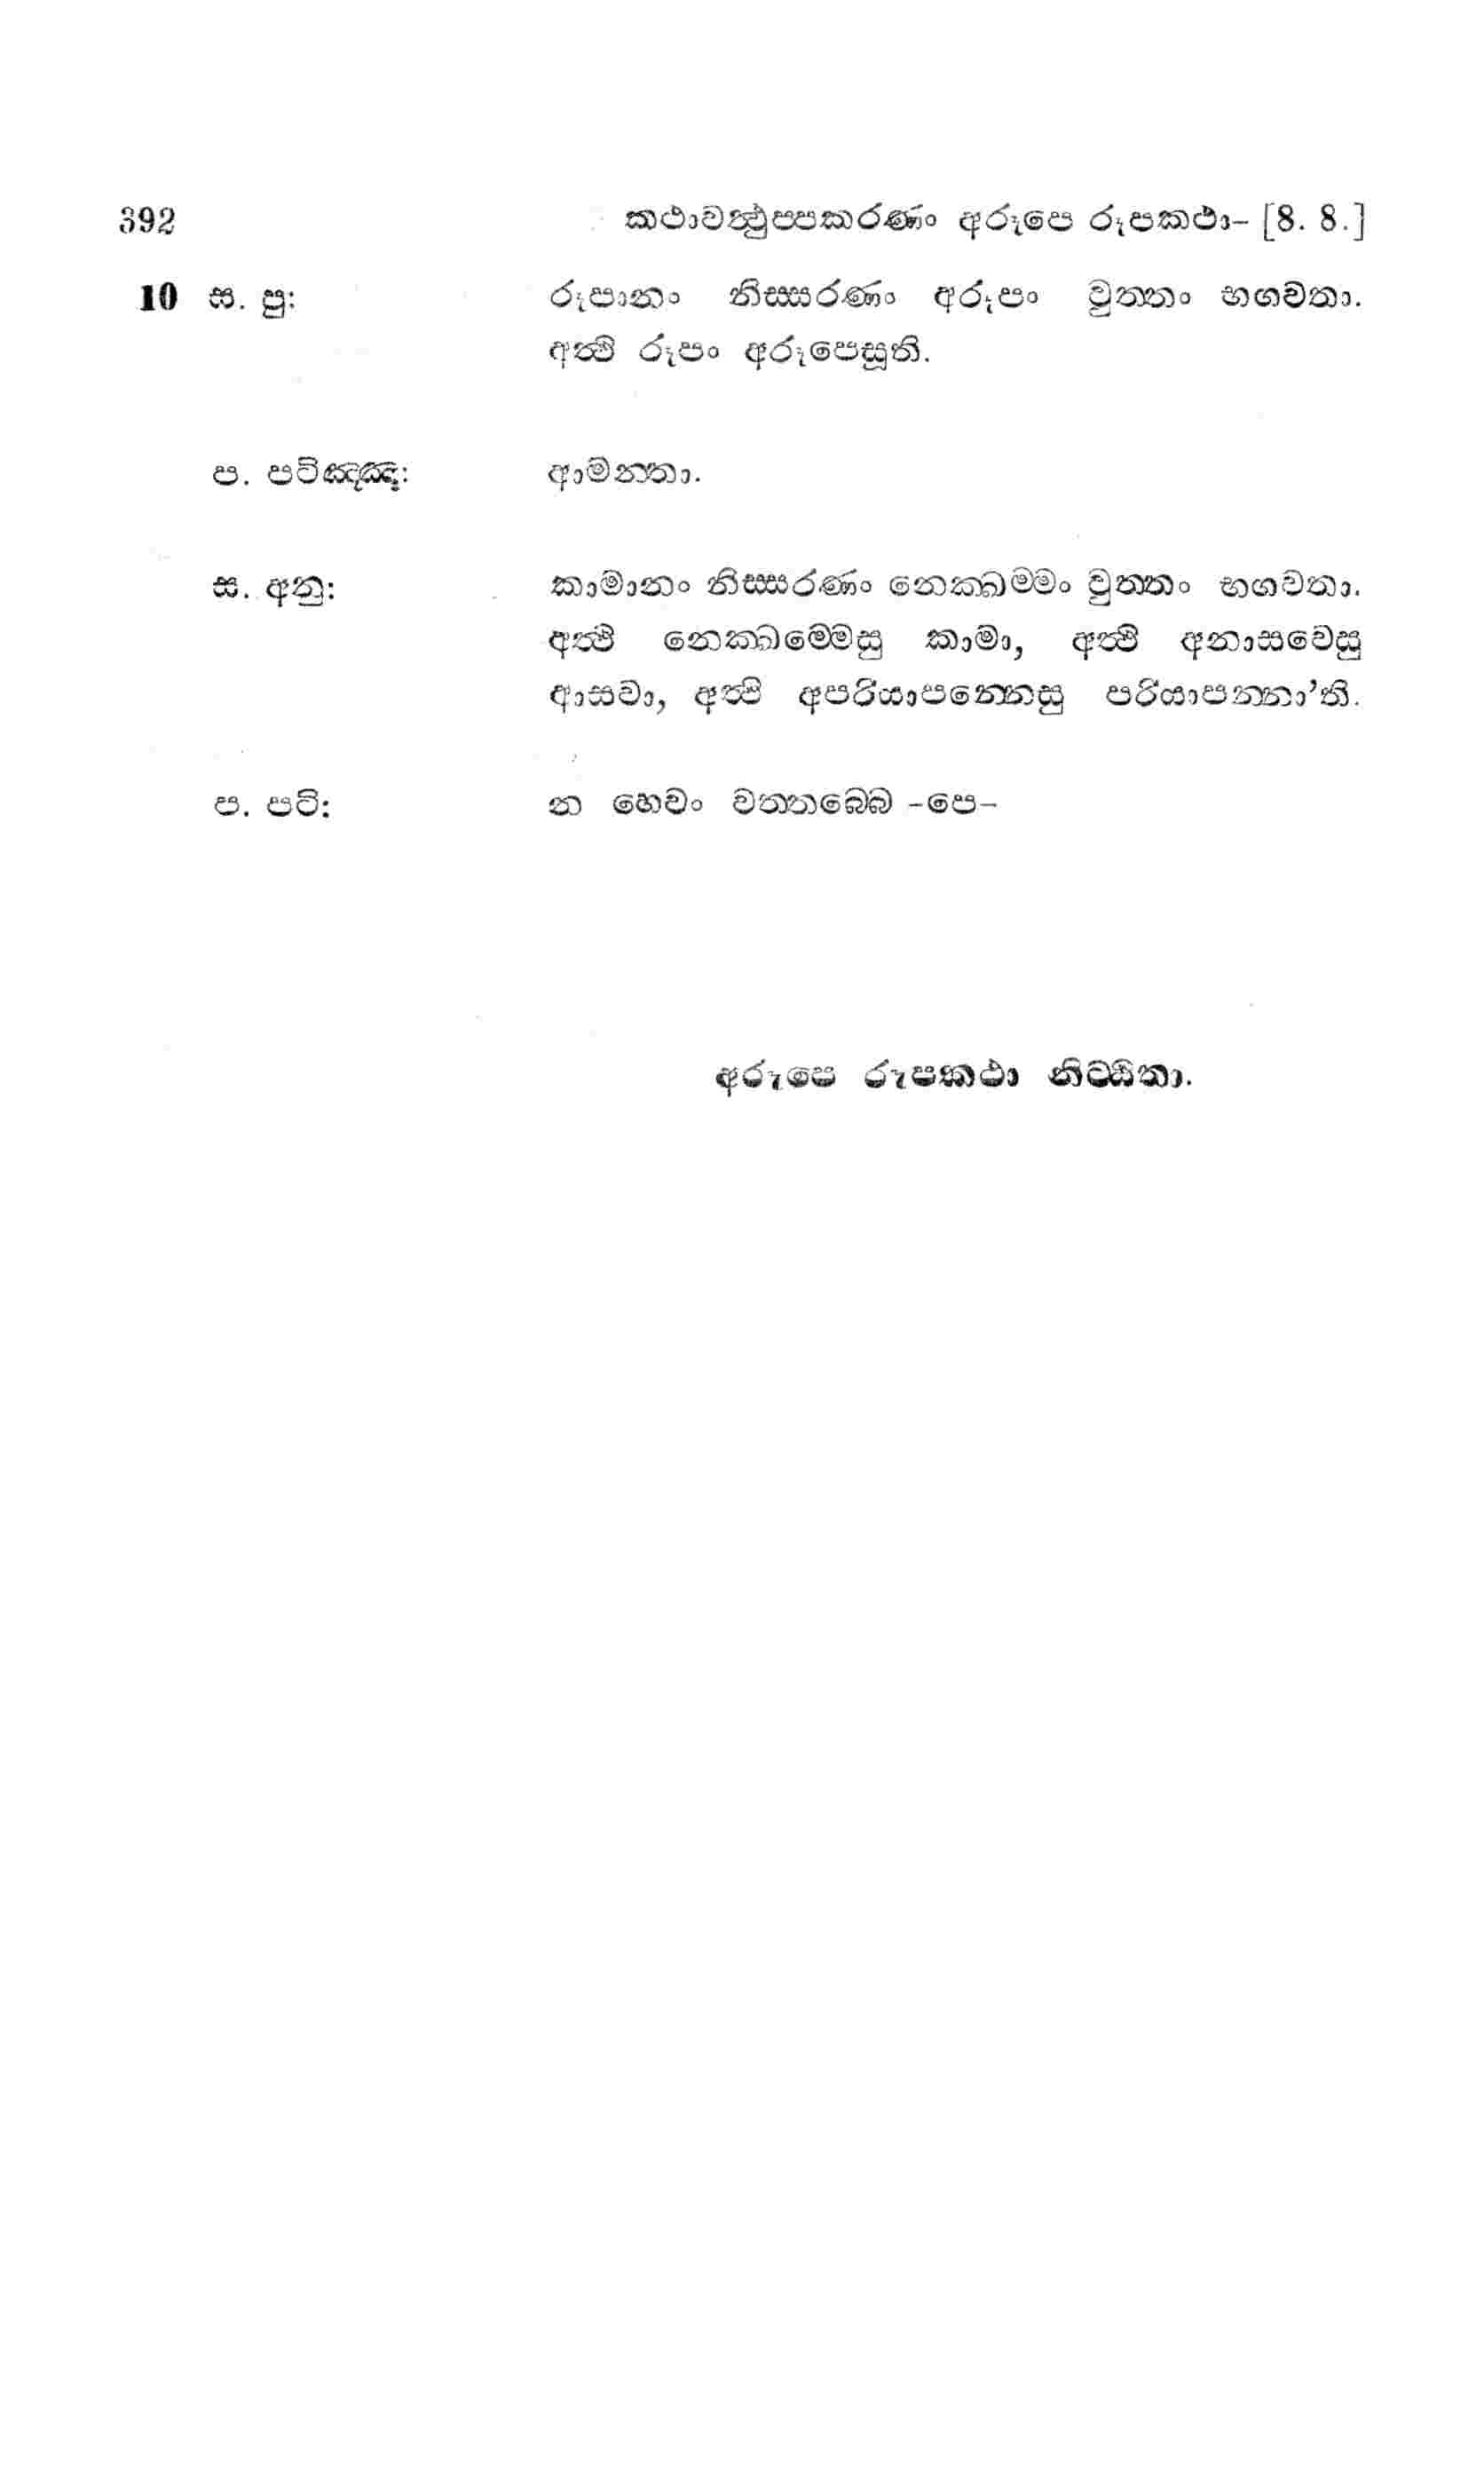 392 කථාවත්‍ථුප්පකරණං අරූපෙ රූපකථා- [8. 8.]
10 ස. පු: රූපානං නිස්සරණං අරූපං වුත්තං භගවතා.
අත්‍ථි රූපං අරූපෙසූති.
ප. පටිඤ්ඤා: ආමන්තා.
ස. අනු: කාමානං නිස්සරණං නෙක්ඛම්මං වුත්තං භගවතා.
අත්‍ථි නෙක්ඛම්මෙසු කාමා, අත්‍ථි අනාසවෙසු
ආසවා, අත්‍ථි අපරියාපන්නෙසු පරියාපන්නා’ති.
ප. පටි: න හෙවං වත්තබ්බෙ -පෙ-
අරූපෙ රූපකථා නිට්ඨිතා.